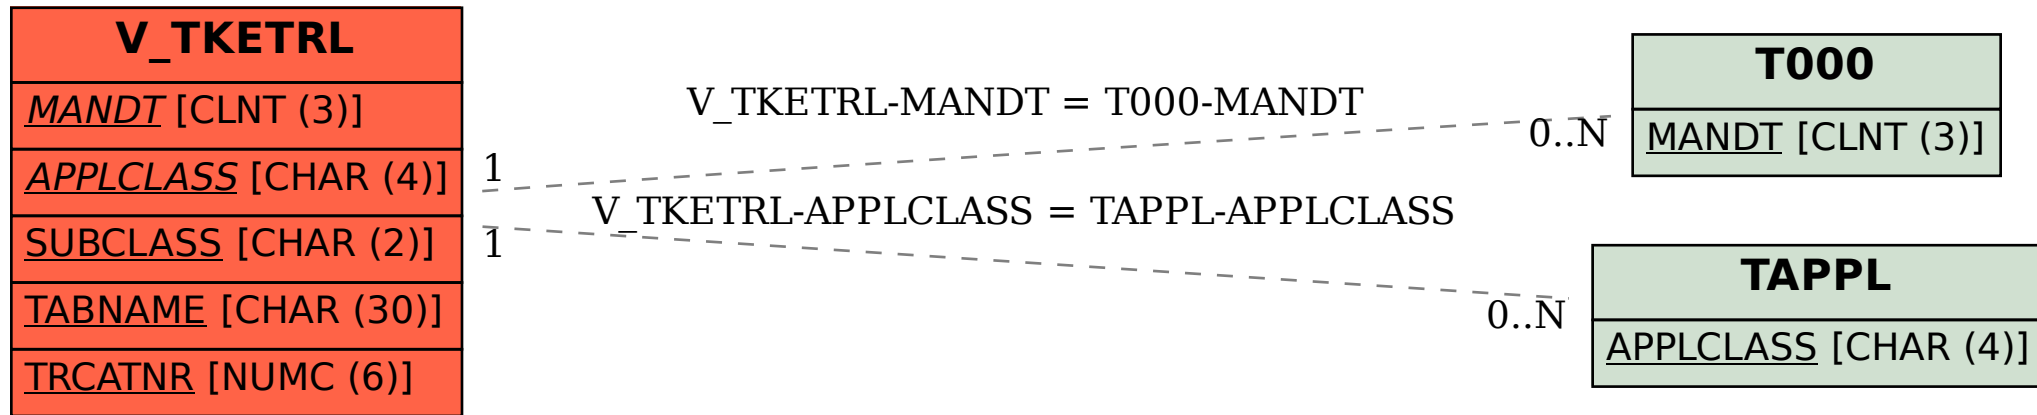 V_TKETRL
MANDT [CLNT (3)]
APPLCLASS [CHAR (4)]
SUBCLASS [CHAR (2)]
TABNAME [CHAR (30)]
TRCATNR [NUMC (6)]
V_TKETRL-MANDT = T000-MANDT
1
0..N
V_TKETRL-APPLCLASS = TAPPL-APPLCLASS
1
0..N
T000
MANDT [CLNT (3)]
TAPPL
APPLCLASS [CHAR (4)]